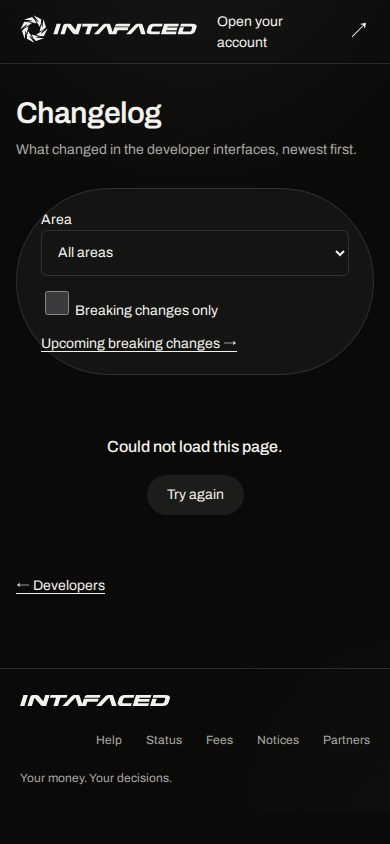 INTAFACED
Open your
account
Changelog
What changed in the developer interfaces, newest first.
Area
All areas
Breaking changes only
Upcoming breaking changes →
Could not load this page.
Try again
← Developers
INTAFACED
Help Status Fees Notices Partners
Your money. Your decisions.